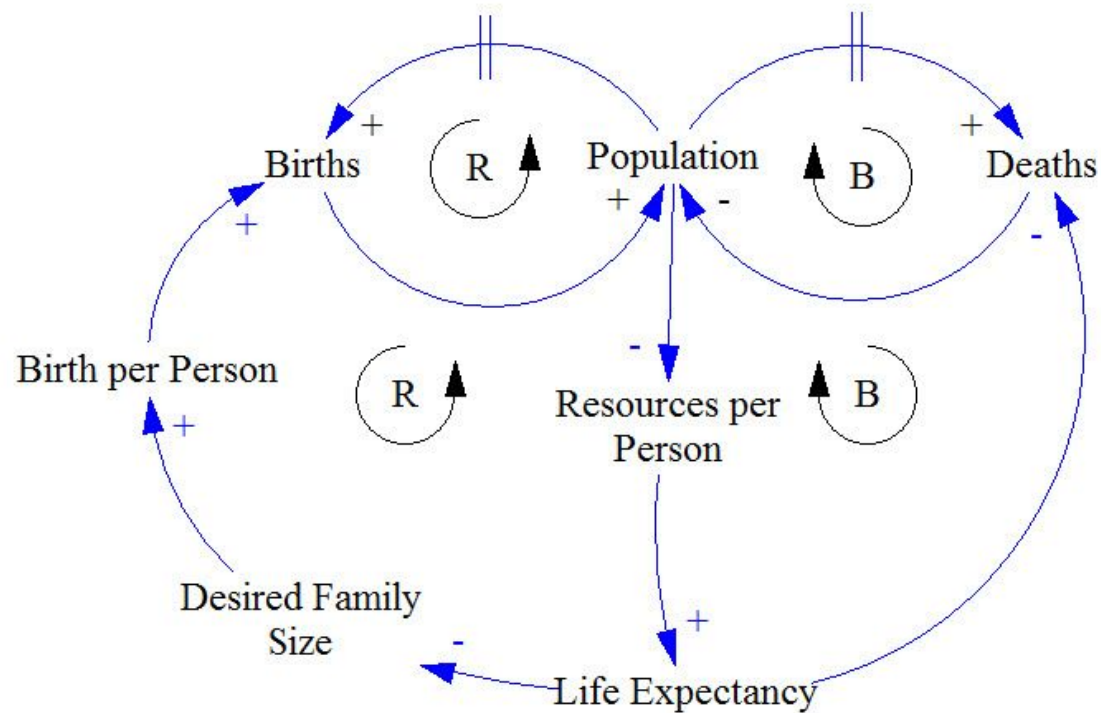 +
+
Births
R
Population
B
Deaths
+
+
-
-
Birth per Person
-
R
Resources per
Person
B
+
Desired Family
Size
-
+
Life Expectancy